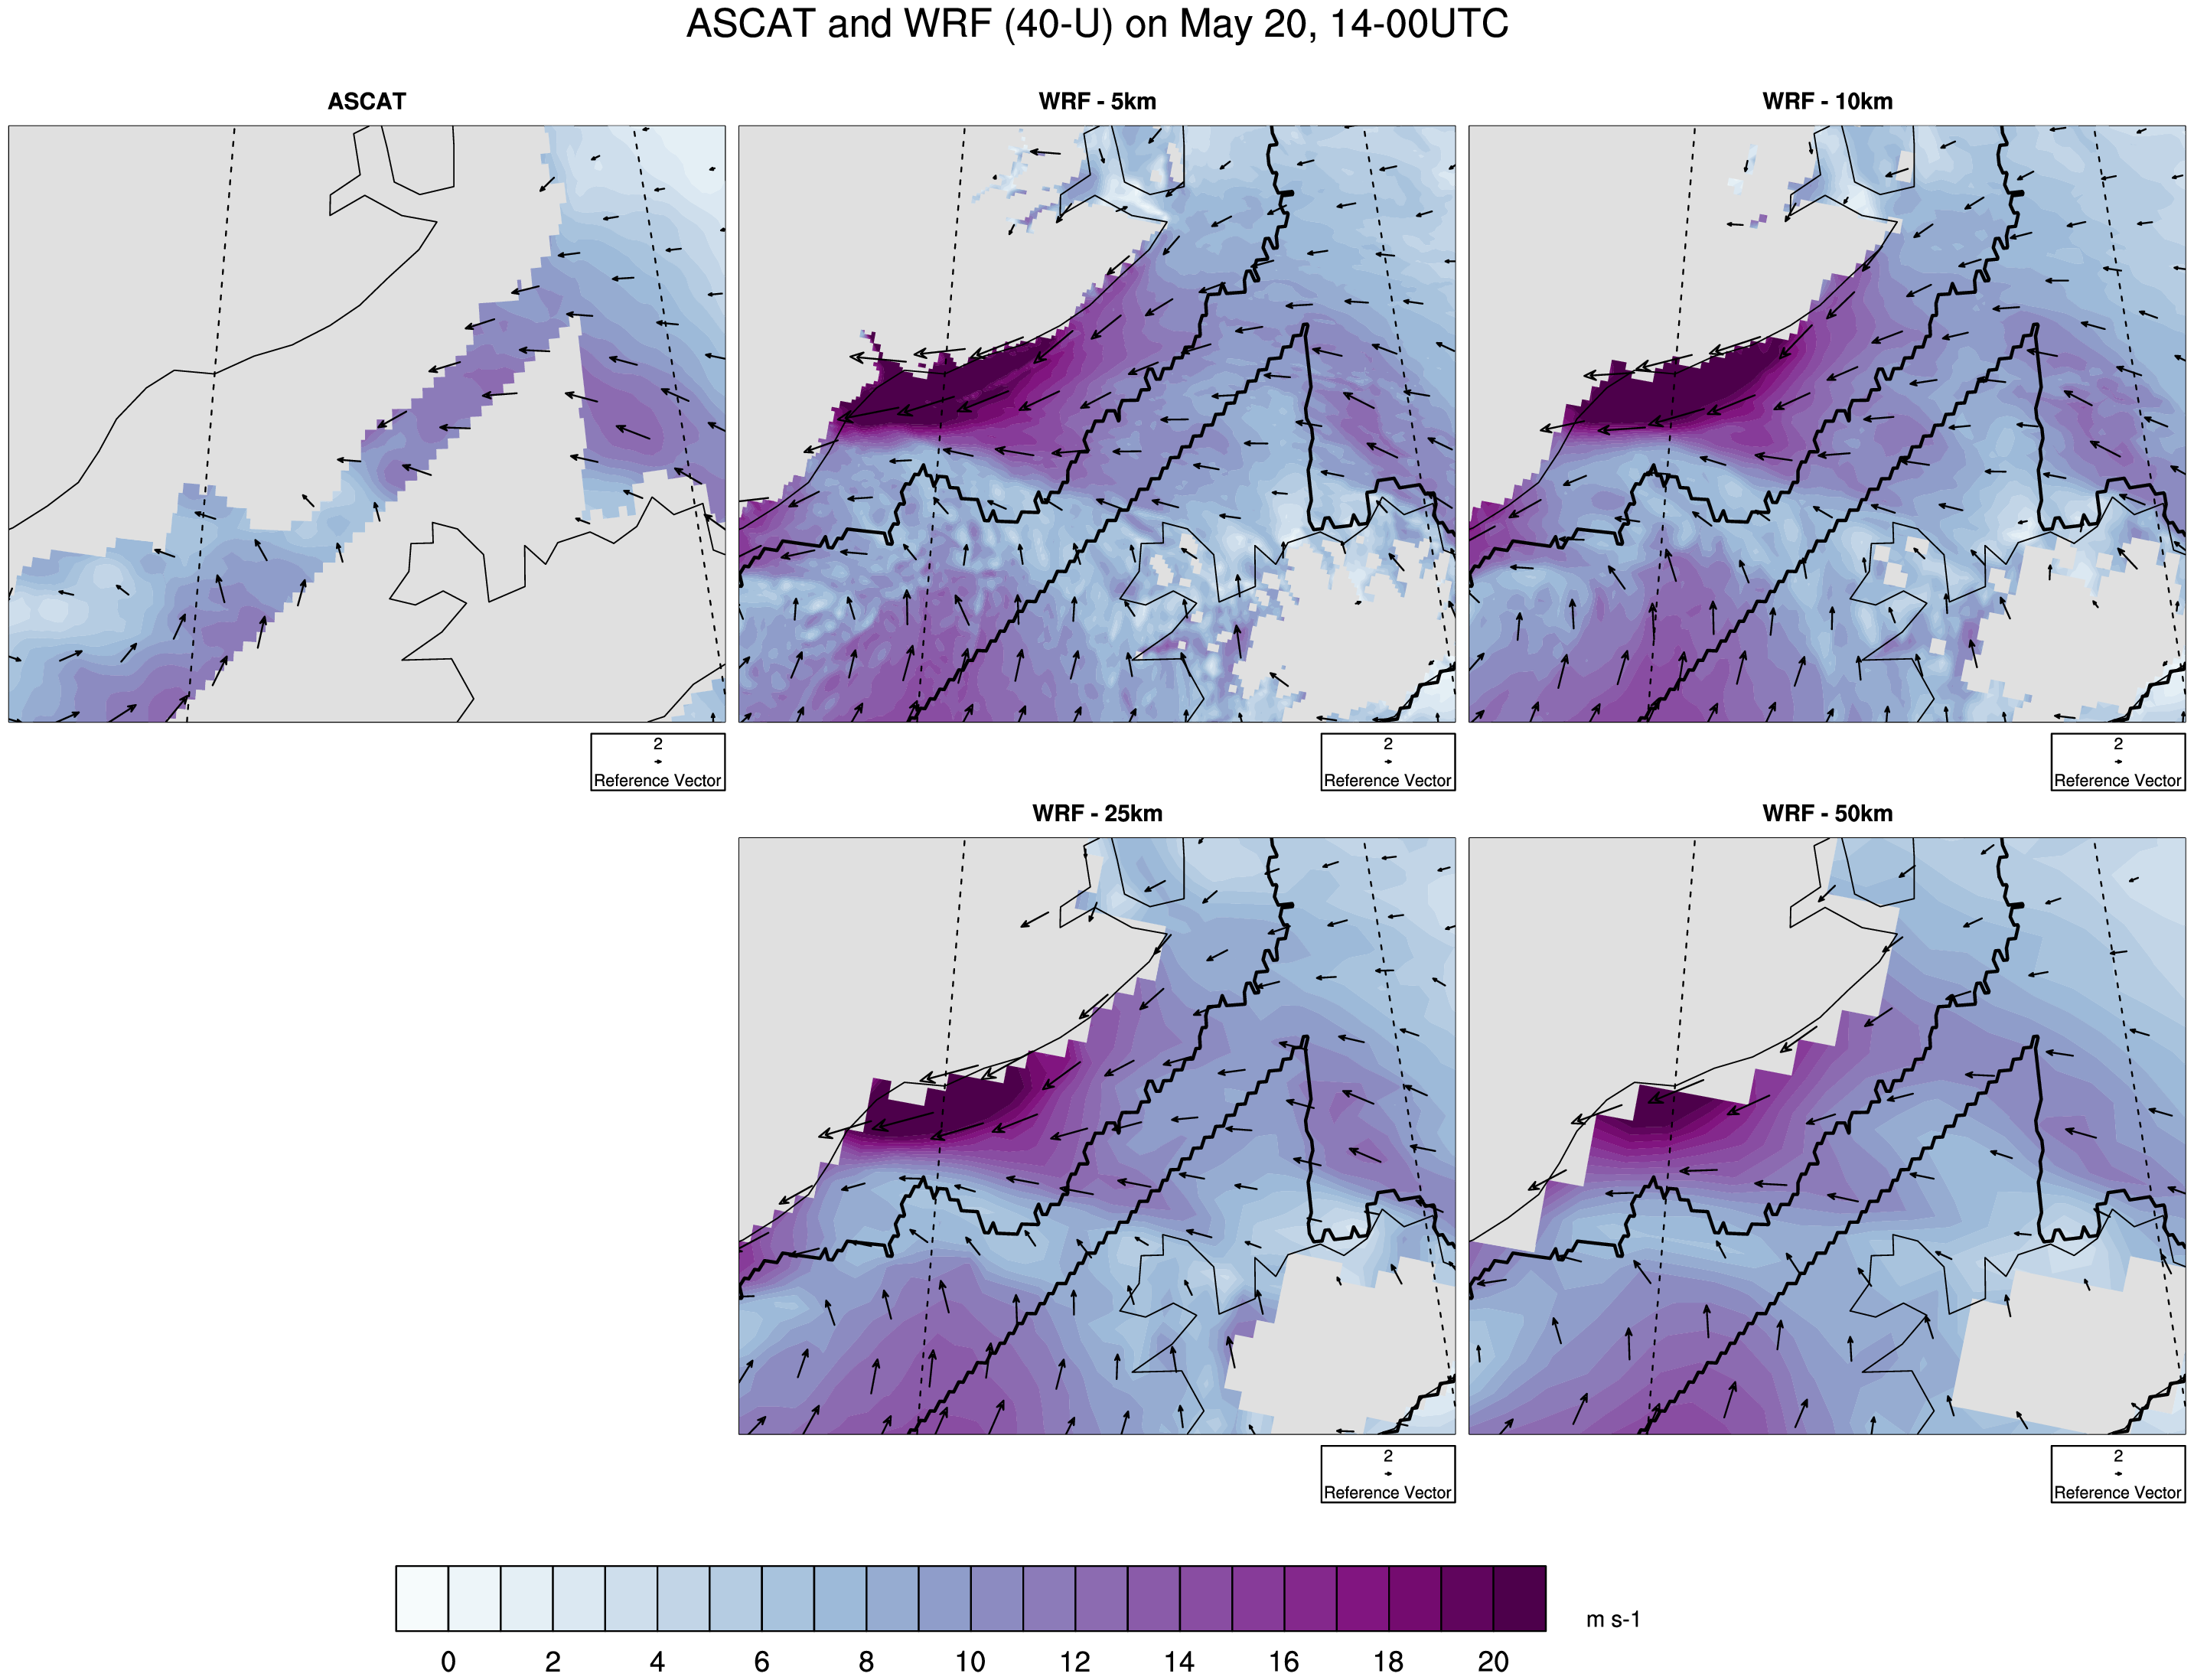 ASCAT and WRF (40-U) on May 20, 14-00UTC
ASCAT
WRF - 5km
WRF - 10km
2
Reference Vector
2
Reference Vector
2
Reference Vector
WRF - 25km
WRF - 50km
2
Reference Vector
2
Reference Vector
m s-1
0 2 4 6 8 10 12 14 16 18 20